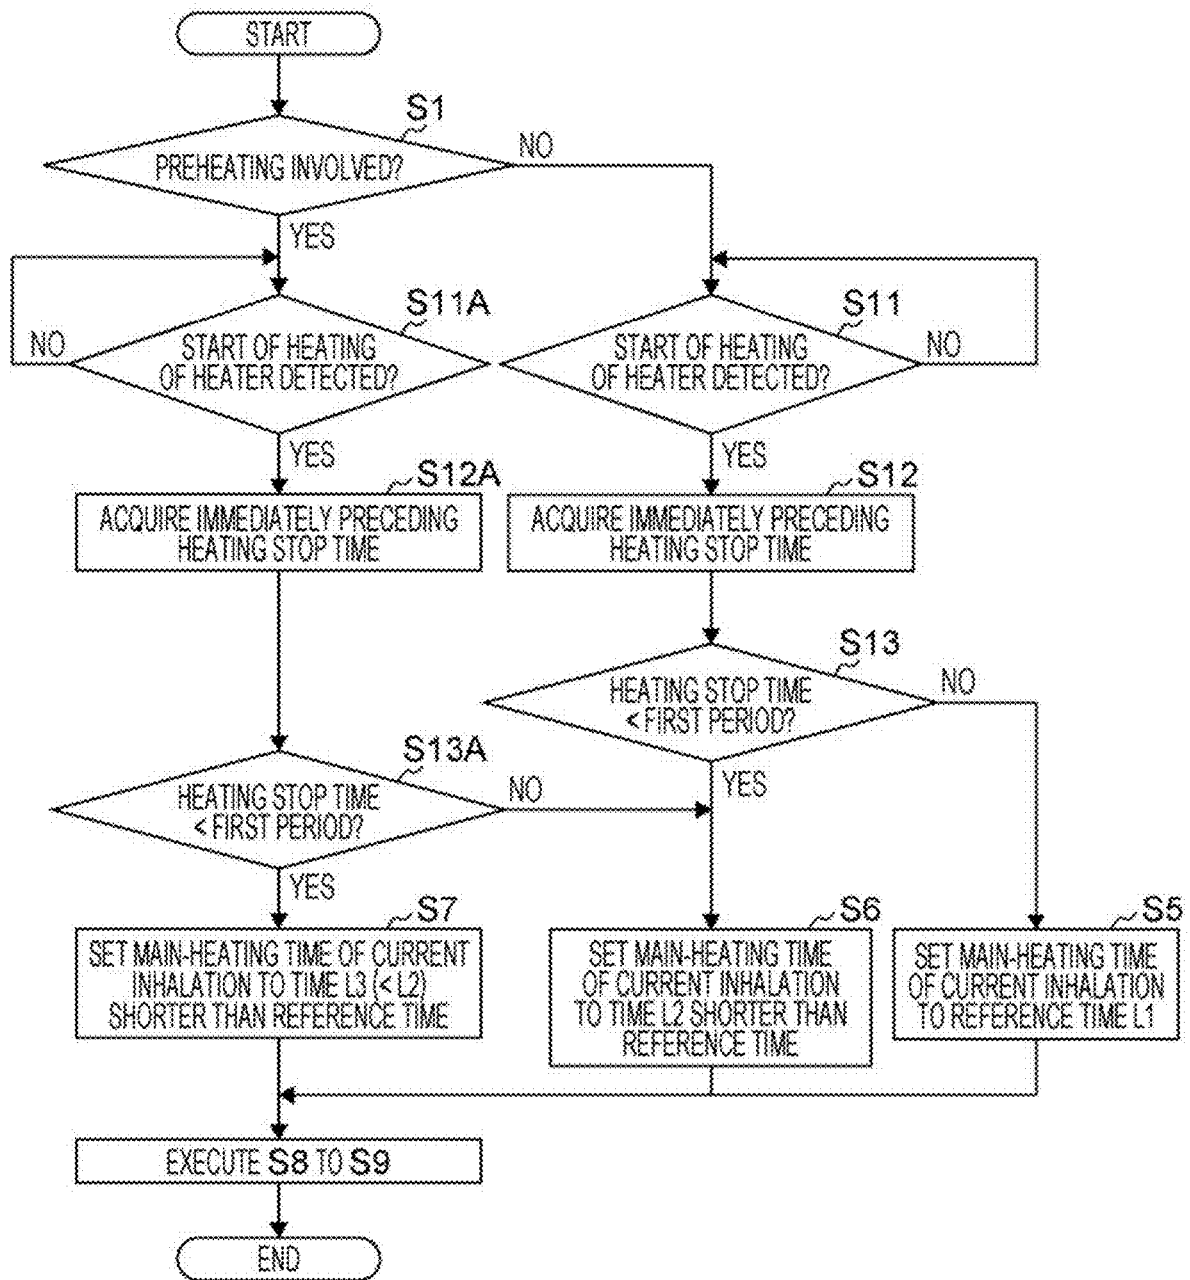 START
S1
PREHEATING INVOLVED?
NO
YES
S11A
START OF HEATING
OF HEATER DETECTED?
NO
YES
S11
START OF HEATING
OF HEATER DETECTED?
NO
YES
S12A
ACQUIRE IMMEDIATELY PRECEDING
HEATING STOP TIME
S12
ACQUIRE IMMEDIATELY PRECEDING
HEATING STOP TIME
S13
HEATING STOP TIME
< FIRST PERIOD?
NO
YES
S13A
HEATING STOP TIME
< FIRST PERIOD?
NO
YES
S7
SET MAIN-HEATING TIME OF CURRENT
INHALATION TO TIME L3 (< L2)
SHORTER THAN REFERENCE TIME
S6
SET MAIN-HEATING TIME
OF CURRENT INHALATION
TO TIME L2 SHORTER THAN
REFERENCE TIME
S5
SET MAIN-HEATING TIME
OF CURRENT INHALATION
TO REFERENCE TIME L1
EXECUTE S8 TO S9
END